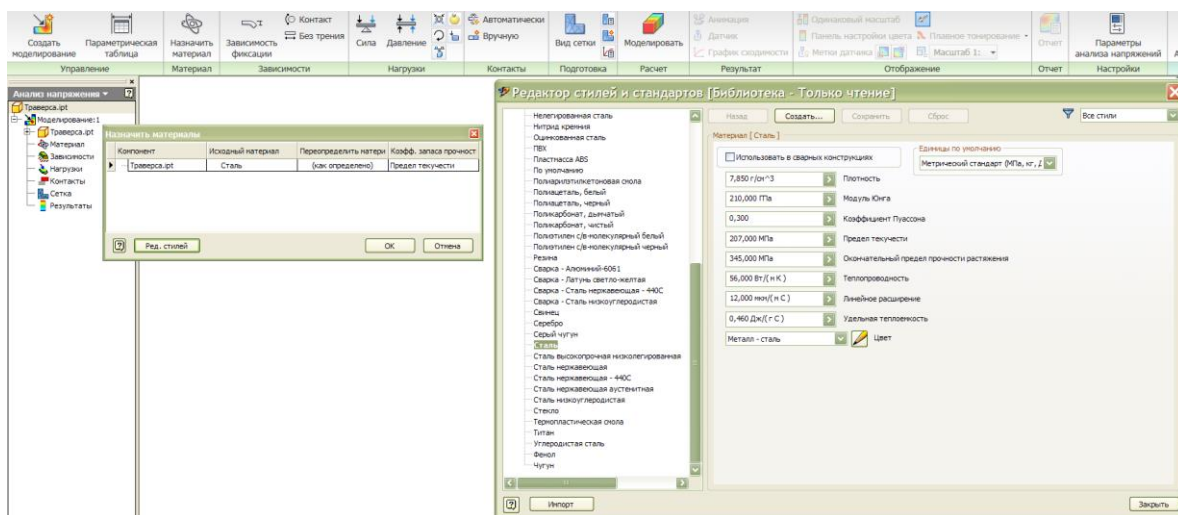 Создать моделирование
Параметрическая таблица
Назначить материал
Зависимость фиксации
Контакт
Без трения
Сила
Давление
Автоматически
Вручную
Вид сетки
Моделировать
Анимация
Датчик
График сходимости
Одинаковый масштаб
Панель настройки цвета
Плавное тонирование
Метки датчика
Масштаб 1:
Отчет
Параметры анализа напряжений
Управление
Материал
Зависимости
Нагрузки
Контакты
Подготовка
Расчет
Результат
Отображение
Отчет
Настройки
Анализ напряжения
Траверса.ipt
Моделирование:1
Траверса.ipt
Материал
Зависимости
Нагрузки
Контакты
Сетка
Результаты
Назначить материалы
Компонент Исходный материал Переопределить матери Коэфф. запаса прочност
Траверса.ipt Сталь (как определено) Предел текучести
Ред. стилей ОК Отмена
Редактор стилей и стандартов [Библиотека - Только чтение]
Нелегированная сталь
Нитрид кремния
Оцинкованная сталь
ПВХ
Пластмасса ABS
По умолчанию
Полиарилэтилкетоновая смола
Полиацеталь, белый
Полиацеталь, черный
Поликарбонат, дымчатый
Поликарбонат, чистый
Полиэтилен с/в-молекулярный белый
Полиэтилен с/в-молекулярный черный
Резина
Сварка - Алюминий-6061
Сварка - Латунь светло-желтая
Сварка - Сталь нержавеющая - 440C
Сварка - Сталь низкоуглеродистая
Свинец
Серебро
Серый чугун
Сталь
Сталь высокопрочная низколегированная
Сталь нержавеющая
Сталь нержавеющая - 440C
Сталь нержавеющая аустенитная
Сталь низкоуглеродистая
Стекло
Термопластическая смола
Титан
Углеродистая сталь
Фенол
Чугун
Импорт
Назад Создать... Сохранить Сброс Все стили
Материал [ Сталь ]
Использовать в сварных конструкциях
Единицы по умолчанию
Метрический стандарт (МПа, кг, Д
7,850 г/см^3 Плотность
210,000 ГПа Модуль Юнга
0,300 Коэффициент Пуассона
207,000 МПа Предел текучести
345,000 МПа Окончательный предел прочности растяжения
56,000 Вт/( м К ) Теплопроводность
12,000 мкм/( м С ) Линейное расширение
0,460 Дж/( г С ) Удельная теплоемкость
Металл - сталь Цвет
Закрыть